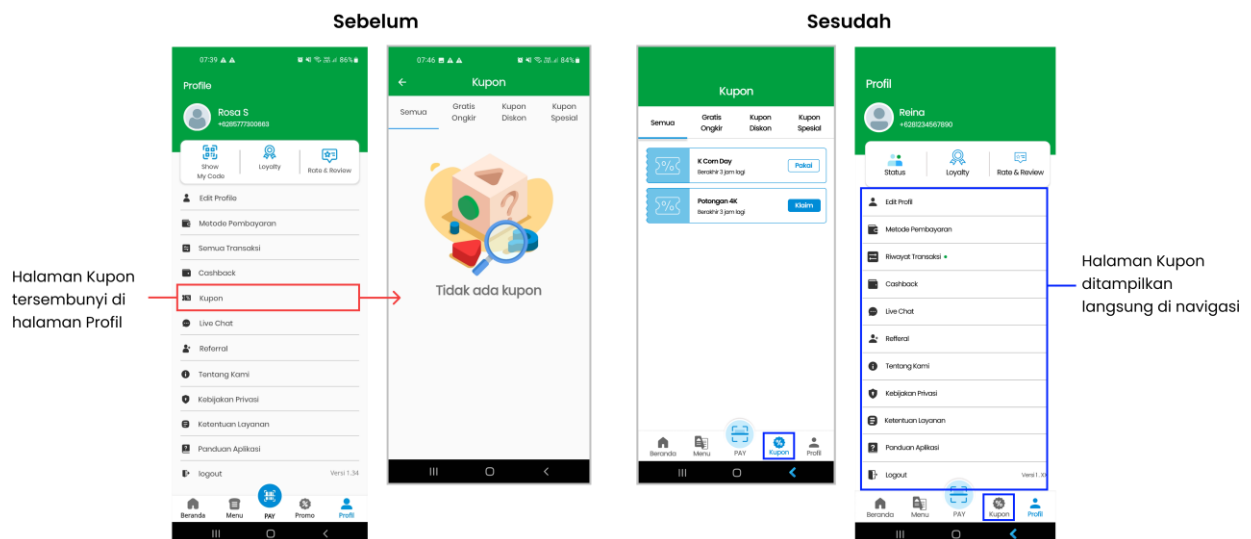 Sebelum
Sesudah
Halaman Kupon
tersembunyi di
halaman Profil
07:39
86%
Profile
Rosa S
+6285777300663
Show
My Code
Loyalty
Rate & Review
Edit Profile
Metode Pembayaran
Semua Transaksi
Cashback
Kupon
Live Chat
Referral
Tentang Kami
Kebijakan Privasi
Ketentuan Layanan
Panduan Aplikasi
logout
Versi 1.34
Beranda
Menu
PAY
Promo
Profil
07:46
84%
Kupon
Semua
Gratis
Ongkir
Kupon
Diskon
Kupon
Spesial
Tidak ada kupon
Kupon
Semua
Gratis
Ongkir
Kupon
Diskon
Kupon
Spesial
5%
K Corn Day
Berakhir 3 jam lagi
Pakai
5%
Potongan 4K
Berakhir 3 jam lagi
Klaim
Beranda
Menu
PAY
Kupon
Profil
Profil
Reina
+6281234567890
Status
Loyalty
Rate & Review
Edit Profil
Metode Pembayaran
Riwayat Transaksi
Cashback
Live Chat
Refferal
Tentang Kami
Kebijakan Privasi
Ketentuan Layanan
Panduan Aplikasi
Logout
Beranda
Menu
PAY
Kupon
Profil
Halaman Kupon
ditampilkan
langsung di navigasi